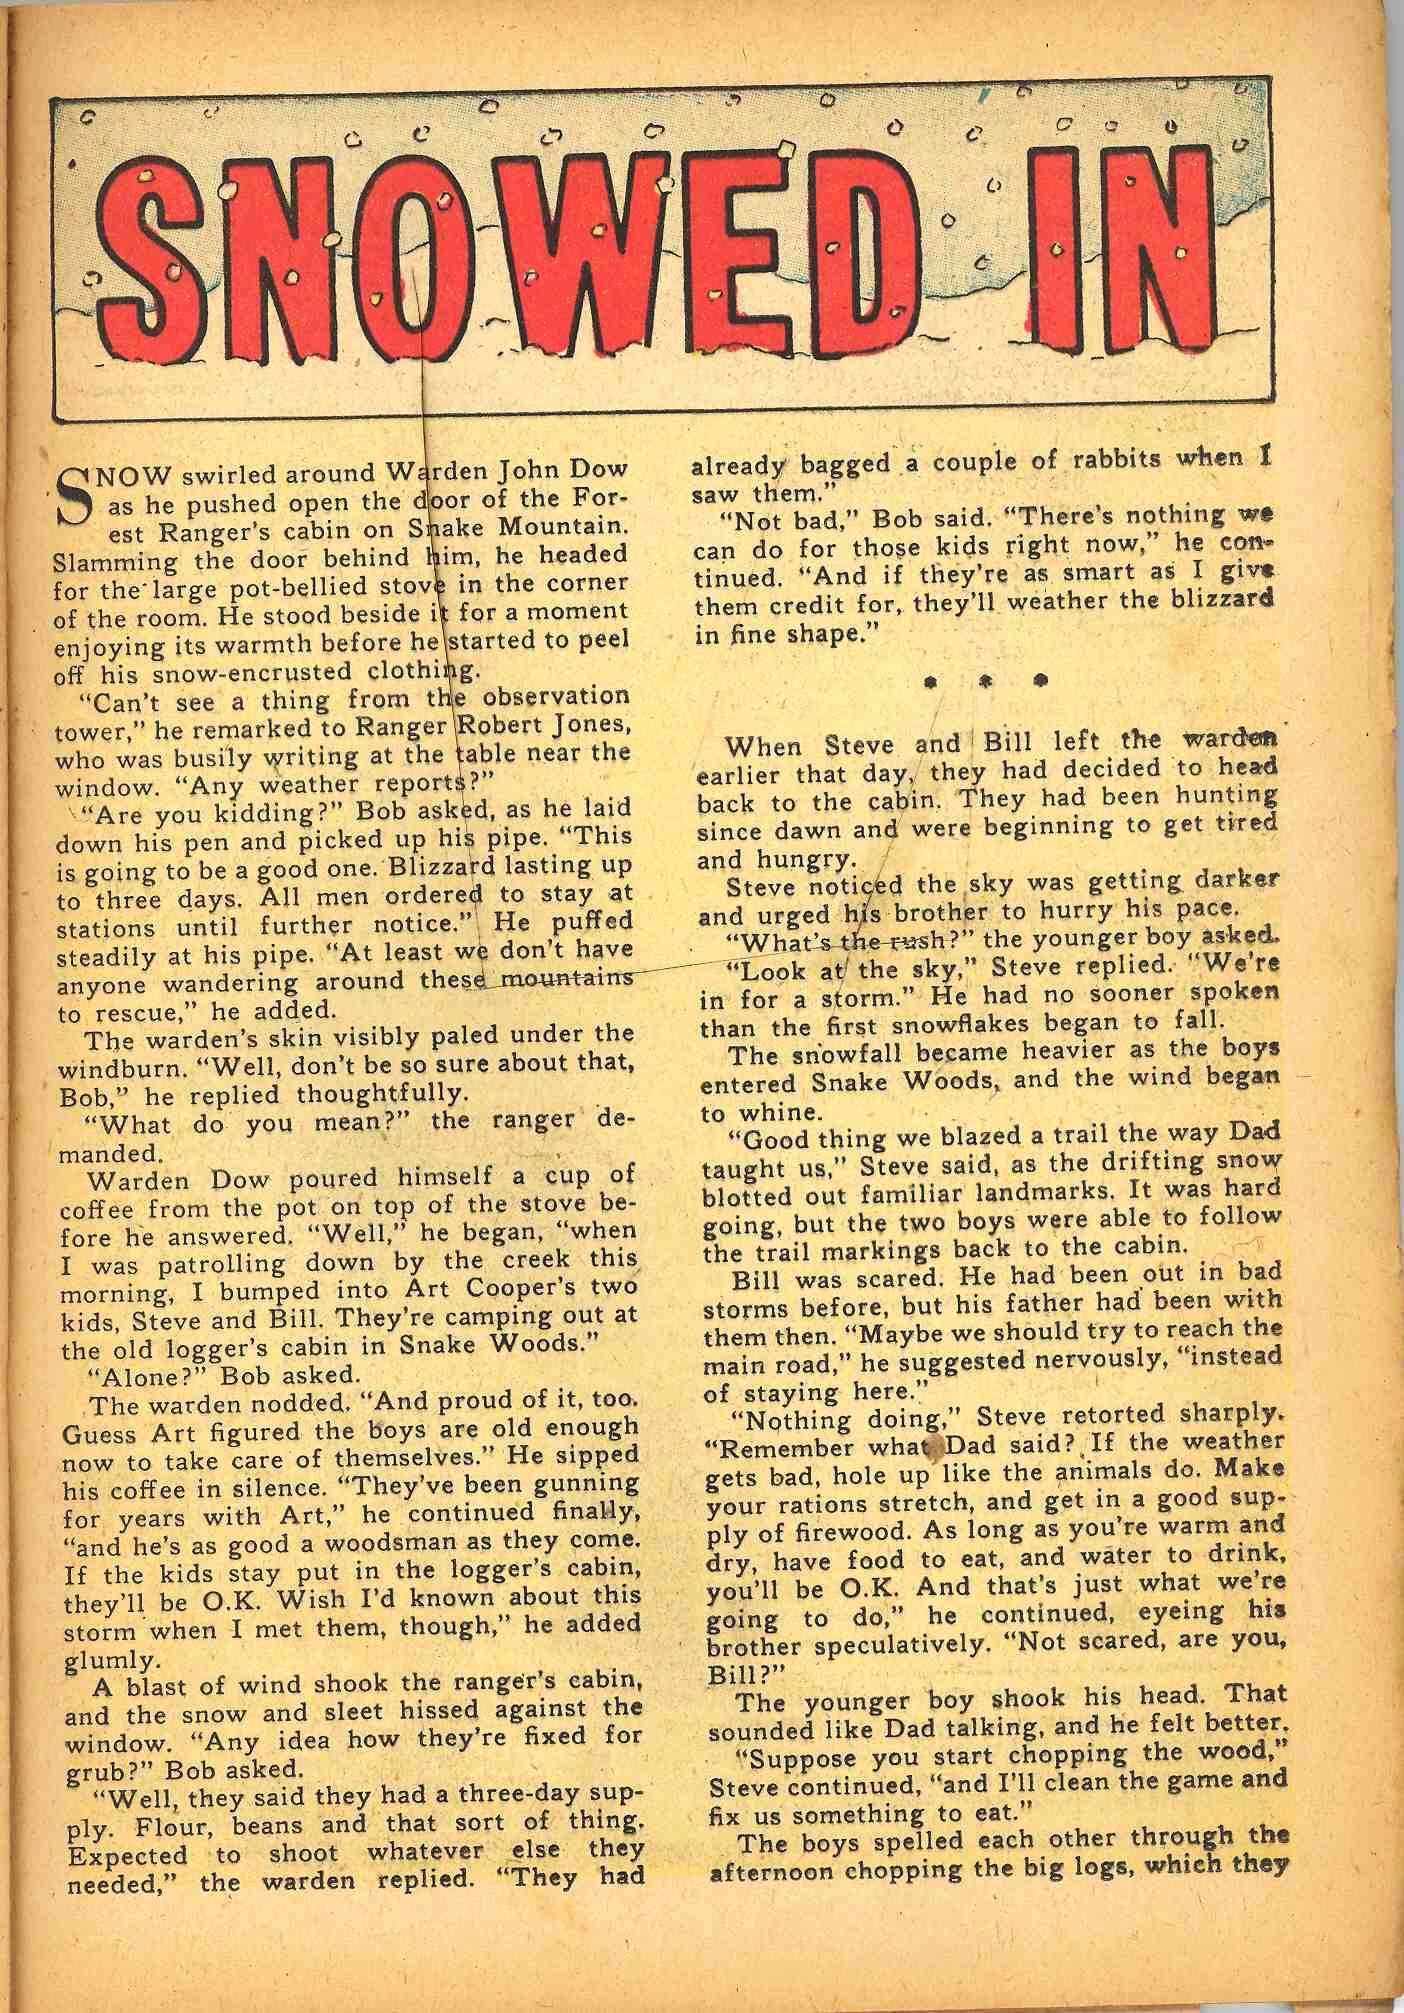 SNOWED IN
SNOW swirled around Warden John Dow
as he pushed open the door of the For-
est Ranger's cabin on Snake Mountain.
Slamming the door behind him, he headed
for the large pot-bellied stove in the corner
of the room. He stood beside it for a moment
enjoying its warmth before he started to peel
off his snow-encrusted clothing.
"Can't see a thing from the observation
tower," he remarked to Ranger Robert Jones,
who was busily writing at the table near the
window. "Any weather reports?"
"Are you kidding?" Bob asked, as he laid
down his pen and picked up his pipe. "This
is going to be a good one. Blizzard lasting up
to three days. All men ordered to stay at
stations until further notice." He puffed
steadily at his pipe. "At least we don't have
anyone wandering around these mountains
to rescue," he added.
The warden's skin visibly paled under the
windburn. "Well, don't be so sure about that,
Bob," he replied thoughtfully.
"What do you mean?" the ranger de-
manded.
Warden Dow poured himself a cup of
coffee from the pot on top of the stove be-
fore he answered. "Well," he began, "when
I was patrolling down by the creek this
morning, I bumped into Art Cooper's two
kids, Steve and Bill. They're camping out at
the old logger's cabin in Snake Woods."
"Alone?" Bob asked.
The warden nodded. "And proud of it, too.
Guess Art figured the boys are old enough
now to take care of themselves." He sipped
his coffee in silence. "They've been gunning
for years with Art," he continued finally,
"and he's as good a woodsman as they come.
If the kids stay put in the logger's cabin,
they'll be O.K. Wish I'd known about this
storm when I met them, though," he added
glumly.
A blast of wind shook the ranger's cabin,
and the snow and sleet hissed against the
window. "Any idea how they're fixed for
grub?" Bob asked.
"Well, they said they had a three-day sup-
ply. Flour, beans and that sort of thing.
Expected to shoot whatever else they
needed," the warden replied. "They had
already bagged a couple of rabbits when I
saw them."
"Not bad," Bob said. "There's nothing we
can do for those kids right now," he con-
tinued. "And if they're as smart as I give
them credit for, they'll weather the blizzard
in fine shape."
* * *
When Steve and Bill left the warden
earlier that day, they had decided to head
back to the cabin. They had been hunting
since dawn and were beginning to get tired
and hungry.
Steve noticed the sky was getting darker
and urged his brother to hurry his pace.
"What's the rush?" the younger boy asked.
"Look at the sky," Steve replied. "We're
in for a storm." He had no sooner spoken
than the first snowflakes began to fall.
The snowfall became heavier as the boys
entered Snake Woods, and the wind began
to whine.
"Good thing we blazed a trail the way Dad
taught us," Steve said, as the drifting snow
blotted out familiar landmarks. It was hard
going, but the two boys were able to follow
the trail markings back to the cabin.
Bill was scared. He had been out in bad
storms before, but his father had been with
them then. "Maybe we should try to reach the
main road," he suggested nervously, "instead
of staying here."
"Nothing doing," Steve retorted sharply.
"Remember what Dad said? If the weather
gets bad, hole up like the animals do. Make
your rations stretch, and get in a good sup-
ply of firewood. As long as you're warm and
dry, have food to eat, and water to drink,
you'll be O.K. And that's just what we're
going to do," he continued, eyeing his
brother speculatively. "Not scared, are you,
Bill?"
The younger boy shook his head. That
sounded like Dad talking, and he felt better.
"Suppose you start chopping the wood,"
Steve continued, "and I'll clean the game and
fix us something to eat."
The boys spelled each other through the
afternoon chopping the big logs, which they